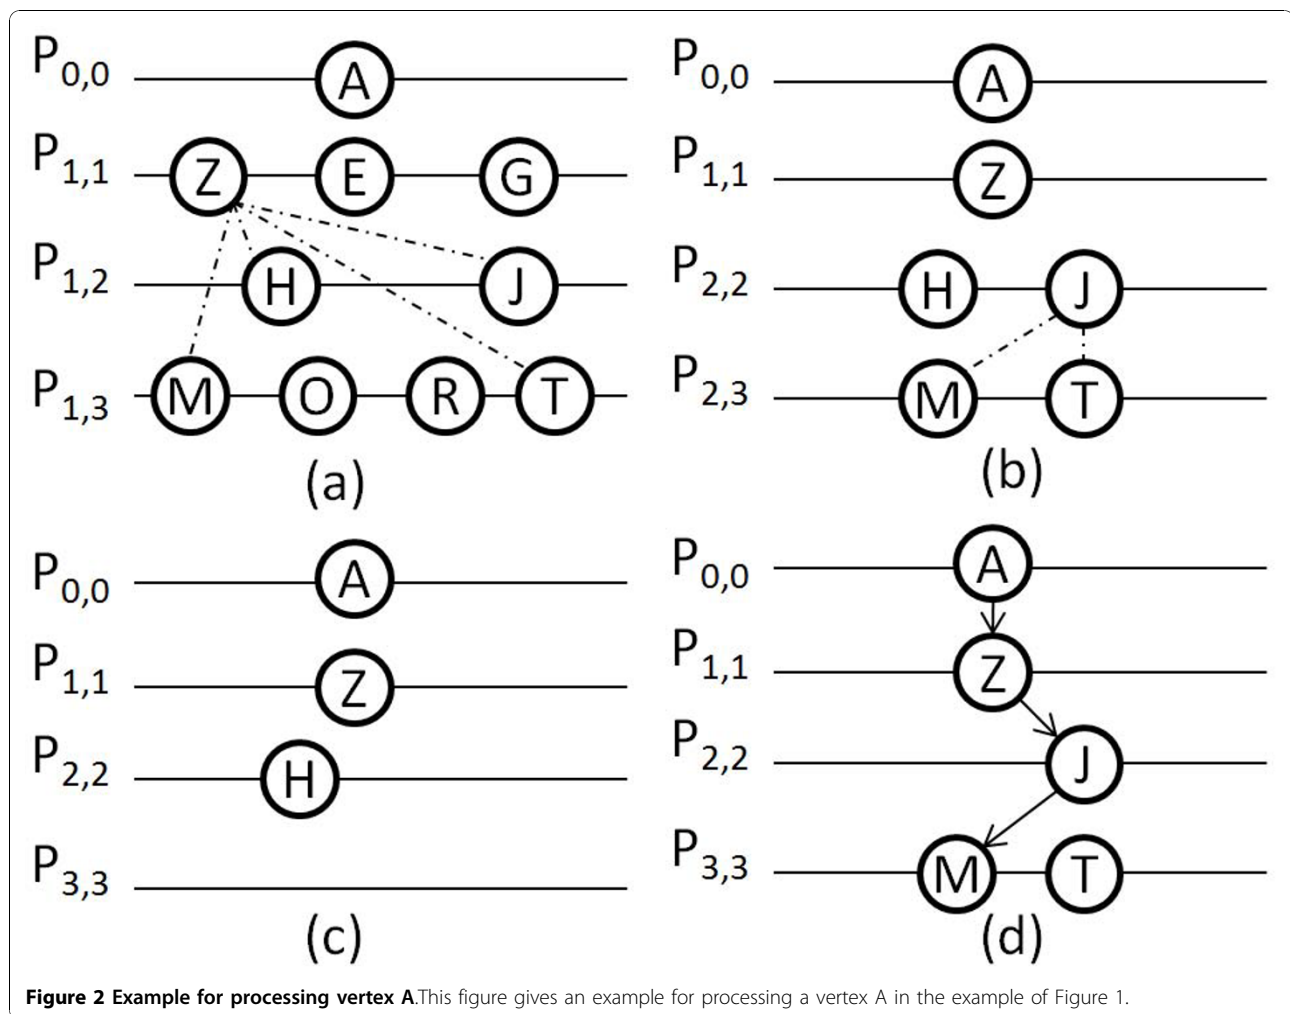 P0,0 A
P1,1 Z E G
P1,2 H J
P1,3 M O R T
(a)
P0,0 A
P1,1 Z
P2,2 H J
P2,3 M T
(b)
P0,0 A
P1,1 Z
P2,2 H
P3,3
(c)
P0,0 A
P1,1 Z
P2,2 J
P3,3 M T
(d)
Figure 2 Example for processing vertex A.This figure gives an example for processing a vertex A in the example of Figure 1.